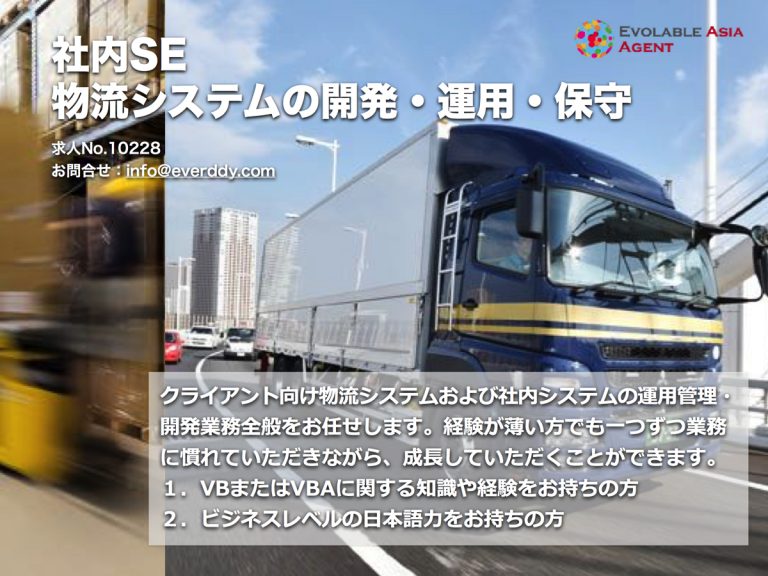 EVOLABLE ASIA
AGENT
社内SE
物流システムの開発・運用・保守
求人No.10228
お問合せ：info@everddy.com
クライアント向け物流システムおよび社内システムの運用管理・
開発業務全般をお任せします。経験が薄い方でも一つずつ業務
に慣れていただきながら、成長していただくことができます。
１．VBまたはVBAに関する知識や経験をお持ちの方
２．ビジネスレベルの日本語力をお持ちの方